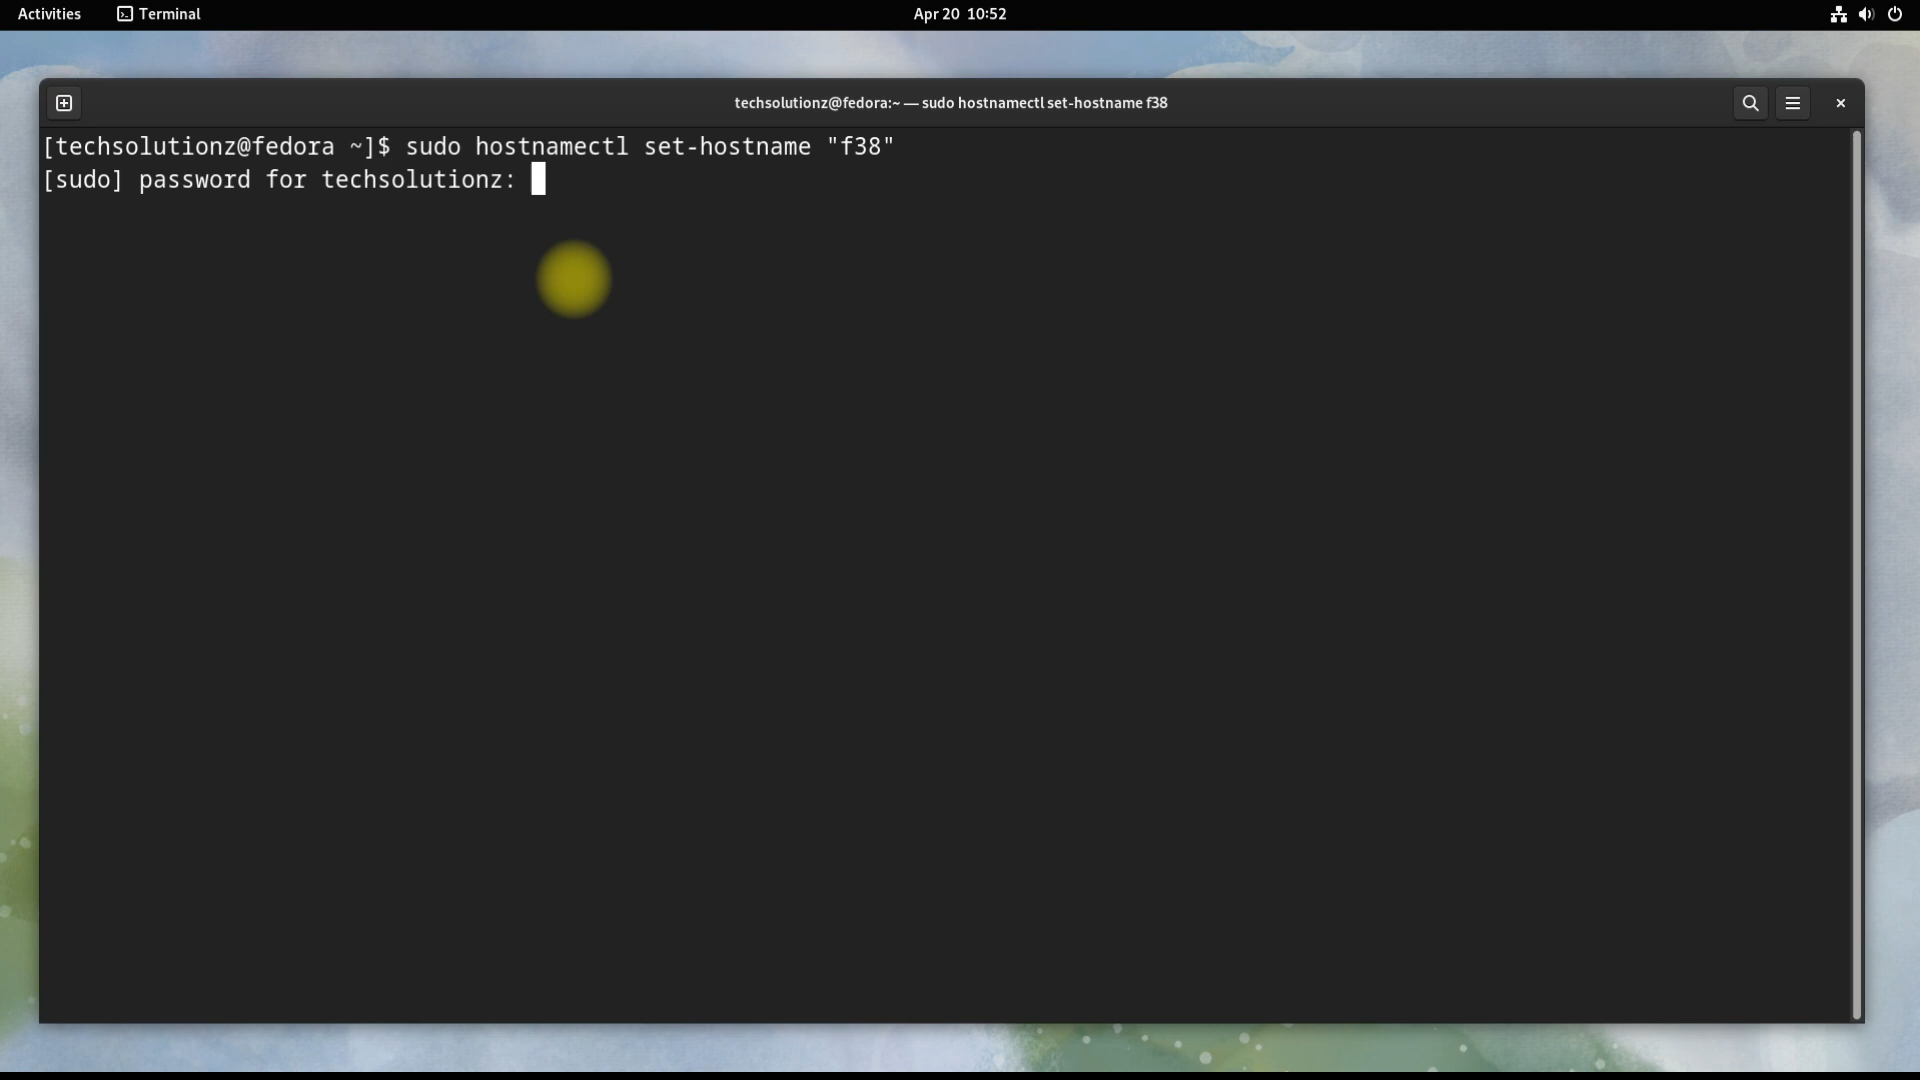 Activities Terminal Apr 20 10:52
techsolutionz@fedora:~ — sudo hostnamectl set-hostname f38
[techsolutionz@fedora ~]$ sudo hostnamectl set-hostname "f38"
[sudo] password for techsolutionz: